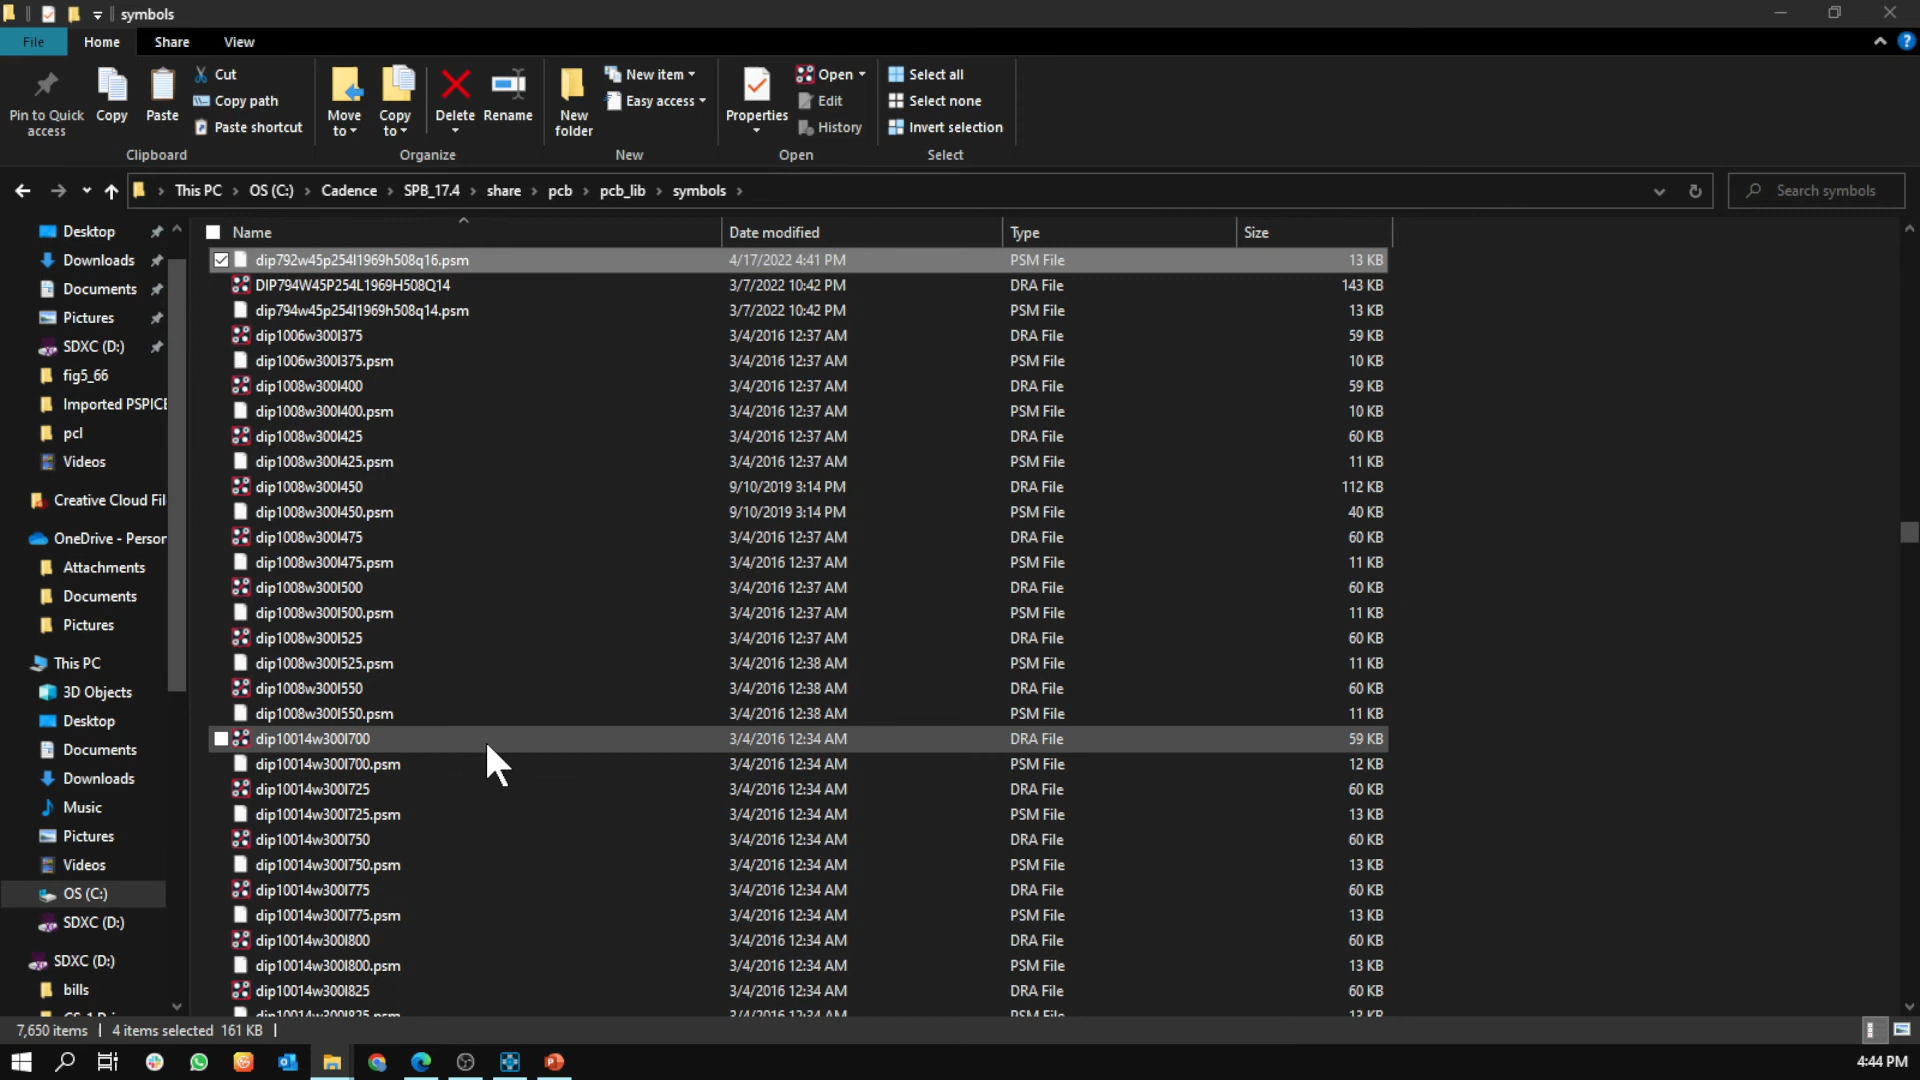 symbols
File Home Share View
Pin to Quick access
Copy
Paste
Cut
Copy path
Paste shortcut
Clipboard
Move to
Copy to
Delete
Rename
Organize
New folder
New item
Easy access
New
Properties
Open
Edit
History
Open
Select all
Select none
Invert selection
Select
This PC > OS (C:) > Cadence > SPB_17.4 > share > pcb > pcb_lib > symbols >
Search symbols
Desktop
Downloads
Documents
Pictures
SDXC (D:)
fig5_66
Imported PSPICE
pcl
Videos
Creative Cloud Fil
OneDrive - Person
Attachments
Documents
Pictures
This PC
3D Objects
Desktop
Documents
Downloads
Music
Pictures
Videos
OS (C:)
SDXC (D:)
SDXC (D:)
bills
Name Date modified Type Size
dip792w45p254l1969h508q16.psm 4/17/2022 4:41 PM PSM File 13 KB
DIP794W45P254L1969H508Q14 3/7/2022 10:42 PM DRA File 143 KB
dip794w45p254l1969h508q14.psm 3/7/2022 10:42 PM PSM File 13 KB
dip1006w300l375 3/4/2016 12:37 AM DRA File 59 KB
dip1006w300l375.psm 3/4/2016 12:37 AM PSM File 10 KB
dip1008w300l400 3/4/2016 12:37 AM DRA File 59 KB
dip1008w300l400.psm 3/4/2016 12:37 AM PSM File 10 KB
dip1008w300l425 3/4/2016 12:37 AM DRA File 60 KB
dip1008w300l425.psm 3/4/2016 12:37 AM PSM File 11 KB
dip1008w300l450 9/10/2019 3:14 PM DRA File 112 KB
dip1008w300l450.psm 9/10/2019 3:14 PM PSM File 40 KB
dip1008w300l475 3/4/2016 12:37 AM DRA File 60 KB
dip1008w300l475.psm 3/4/2016 12:37 AM PSM File 11 KB
dip1008w300l500 3/4/2016 12:37 AM DRA File 60 KB
dip1008w300l500.psm 3/4/2016 12:37 AM PSM File 11 KB
dip1008w300l525 3/4/2016 12:37 AM DRA File 60 KB
dip1008w300l525.psm 3/4/2016 12:38 AM PSM File 11 KB
dip1008w300l550 3/4/2016 12:38 AM DRA File 60 KB
dip1008w300l550.psm 3/4/2016 12:38 AM PSM File 11 KB
dip10014w300l700 3/4/2016 12:34 AM DRA File 59 KB
dip10014w300l700.psm 3/4/2016 12:34 AM PSM File 12 KB
dip10014w300l725 3/4/2016 12:34 AM DRA File 60 KB
dip10014w300l725.psm 3/4/2016 12:34 AM PSM File 13 KB
dip10014w300l750 3/4/2016 12:34 AM DRA File 60 KB
dip10014w300l750.psm 3/4/2016 12:34 AM PSM File 13 KB
dip10014w300l775 3/4/2016 12:34 AM DRA File 60 KB
dip10014w300l775.psm 3/4/2016 12:34 AM PSM File 13 KB
dip10014w300l800 3/4/2016 12:34 AM DRA File 60 KB
dip10014w300l800.psm 3/4/2016 12:34 AM PSM File 13 KB
dip10014w300l825 3/4/2016 12:34 AM DRA File 60 KB
dip10014w300l825.psm 3/4/2016 12:34 AM PSM File 13 KB
7,650 items 4 items selected 161 KB
4:44 PM